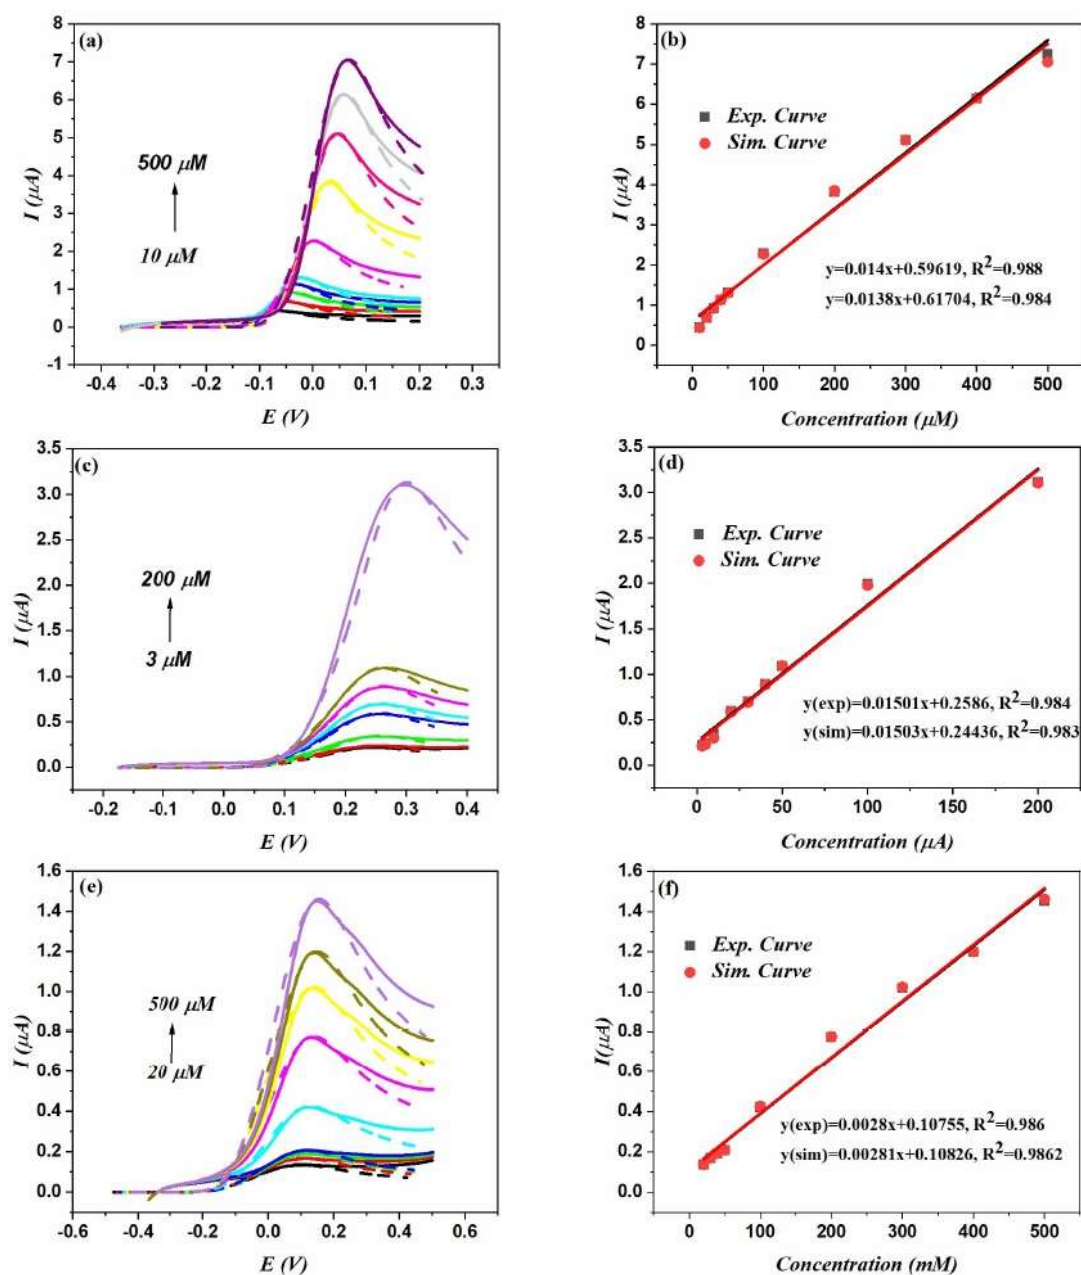 (a)
8
7
6
5
4
3
2
1
0
-1
I (μA)
500 μM
10 μM
-0.4 -0.3 -0.2 -0.1 0.0 0.1 0.2 0.3
E (V)
(b)
8
7
6
5
4
3
2
1
0
I (μA)
Exp. Curve
Sim. Curve
y=0.014x+0.59619, R²=0.988
y=0.0138x+0.61704, R²=0.984
0 100 200 300 400 500
Concentration (μM)
(c)
3.5
3.0
2.5
2.0
1.5
1.0
0.5
0.0
I (μA)
200 μM
3 μM
-0.2 -0.1 0.0 0.1 0.2 0.3 0.4
E (V)
(d)
3.5
3.0
2.5
2.0
1.5
1.0
0.5
0.0
I (μA)
Exp. Curve
Sim. Curve
y(exp)=0.01501x+0.2586, R²=0.984
y(sim)=0.01503x+0.24436, R²=0.983
0 50 100 150 200
Concentration (μA)
(e)
1.6
1.4
1.2
1.0
0.8
0.6
0.4
0.2
0.0
I (μA)
500 μM
20 μM
-0.6 -0.4 -0.2 0.0 0.2 0.4 0.6
E (V)
(f)
1.6
1.4
1.2
1.0
0.8
0.6
0.4
0.2
0.0
I(μA)
Exp. Curve
Sim. Curve
y(exp)=0.0028x+0.10755, R²=0.986
y(sim)=0.00281x+0.10826, R²=0.9862
0 100 200 300 400 500
Concentration (mM)